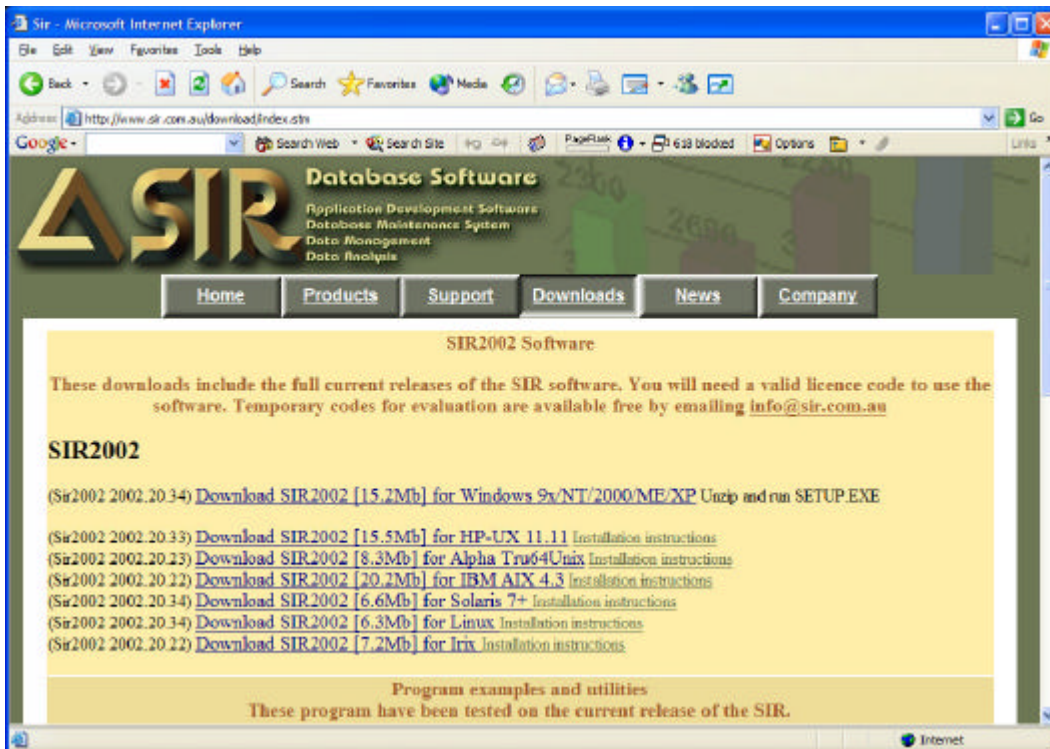 Sir - Microsoft Internet Explorer
File Edit View Favorites Tools Help
Back Search Favorites Media
Address http://www.sir.com.au/download/index.stm Go
Google Search Web Search Site PageRank 618 blocked Options Links
SIR Database Software
Application Development Software
Database Maintenance System
Data Management
Data Analysis
Home Products Support Downloads News Company
SIR2002 Software
These downloads include the full current releases of the SIR software. You will need a valid licence code to use the
software. Temporary codes for evaluation are available free by emailing info@sir.com.au
SIR2002
(Sir2002 2002.20.34) Download SIR2002 [15.2Mb] for Windows 9x/NT/2000/ME/XP Unzip and run SETUP.EXE
(Sir2002 2002.20.33) Download SIR2002 [15.5Mb] for HP-UX 11.11 Installation instructions
(Sir2002 2002.20.23) Download SIR2002 [8.3Mb] for Alpha Tru64Unix Installation instructions
(Sir2002 2002.20.22) Download SIR2002 [20.2Mb] for IBM AIX 4.3 Installation instructions
(Sir2002 2002.20.34) Download SIR2002 [6.6Mb] for Solaris 7+ Installation instructions
(Sir2002 2002.20.34) Download SIR2002 [6.3Mb] for Linux Installation instructions
(Sir2002 2002.20.22) Download SIR2002 [7.2Mb] for Irix Installation instructions
Program examples and utilities
These program have been tested on the current release of the SIR.
Internet